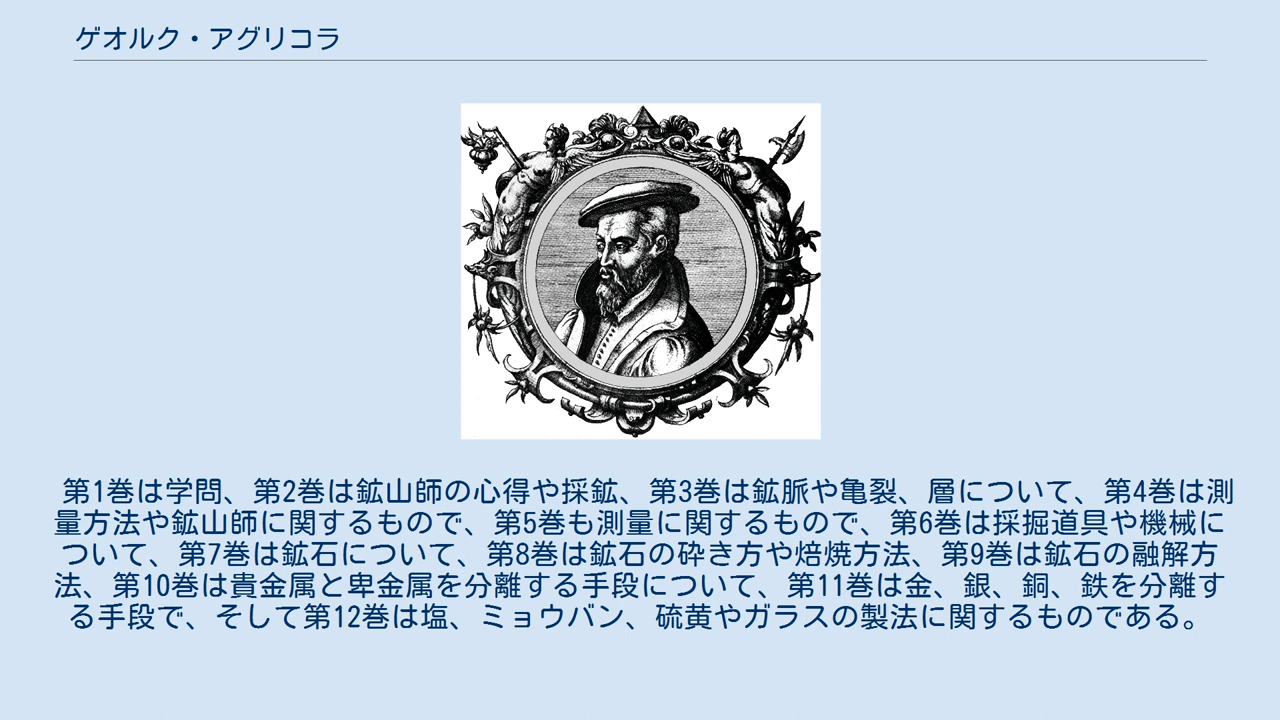 ゲオルク・アグリコラ
第1巻は学問、第2巻は鉱山師の心得や採鉱、第3巻は鉱脈や亀裂、層について、第4巻は測
量方法や鉱山師に関するもので、第5巻も測量に関するもので、第6巻は採掘道具や機械に
ついて、第7巻は鉱石について、第8巻は鉱石の砕き方や焙焼方法、第9巻は鉱石の融解方
法、第10巻は貴金属と卑金属を分離する手段について、第11巻は金、銀、銅、鉄を分離す
る手段で、そして第12巻は塩、ミョウバン、硫黄やガラスの製法に関するものである。